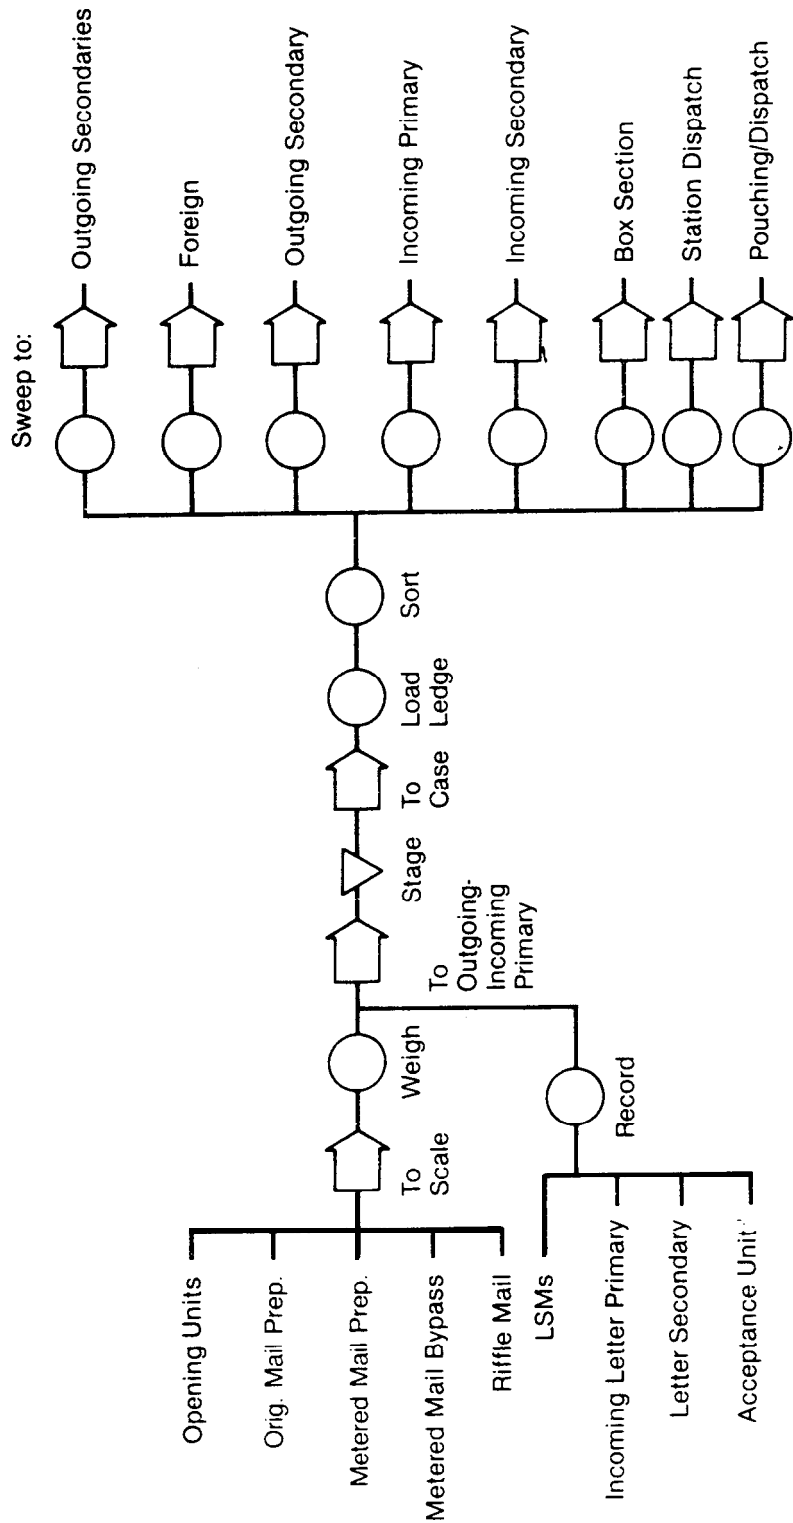 Opening Units
Orig. Mail Prep.
Metered Mail Prep.
Metered Mail Bypass
Riffle Mail
LSMs
Incoming Letter Primary
Letter Secondary
Acceptance Unit
To
Scale
Weigh
Record
To
Outgoing-
Incoming
Primary
Stage
To
Case
Load
Ledge
Sort
Sweep to:
Outgoing Secondaries
Foreign
Outgoing Secondary
Incoming Primary
Incoming Secondary
Box Section
Station Dispatch
Pouching/Dispatch